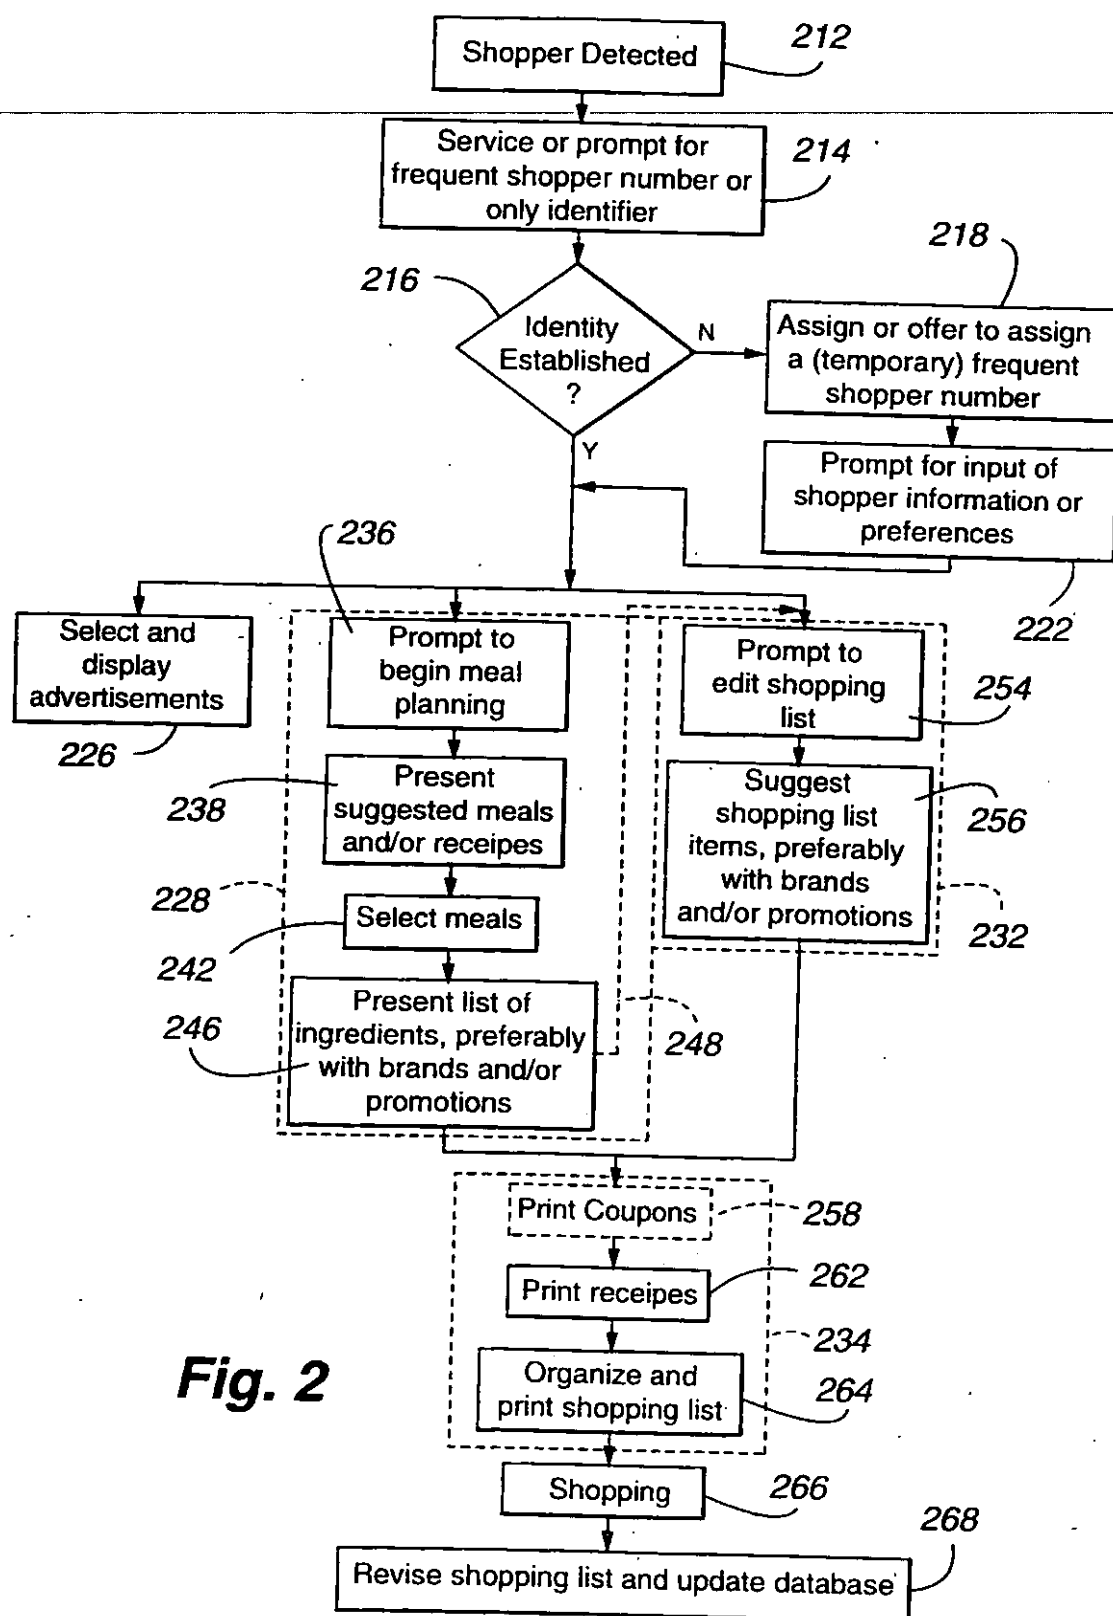 Shopper Detected
212
Service or prompt for
frequent shopper number or
only identifier
214
216
Identity
Established
?
N
Y
218
Assign or offer to assign
a (temporary) frequent
shopper number
Prompt for input of
shopper information or
preferences
222
236
Select and
display
advertisements
226
Prompt to
begin meal
planning
Prompt to
edit shopping
list
254
238
Present
suggested meals
and/or receipes
Suggest
shopping list
items, preferably
with brands
and/or promotions
256
228
Select meals
242
232
246
Present list of
ingredients, preferably
with brands and/or
promotions
248
Print Coupons
258
Print receipes
262
234
Organize and
print shopping list
264
Fig. 2
Shopping
266
268
Revise shopping list and update database